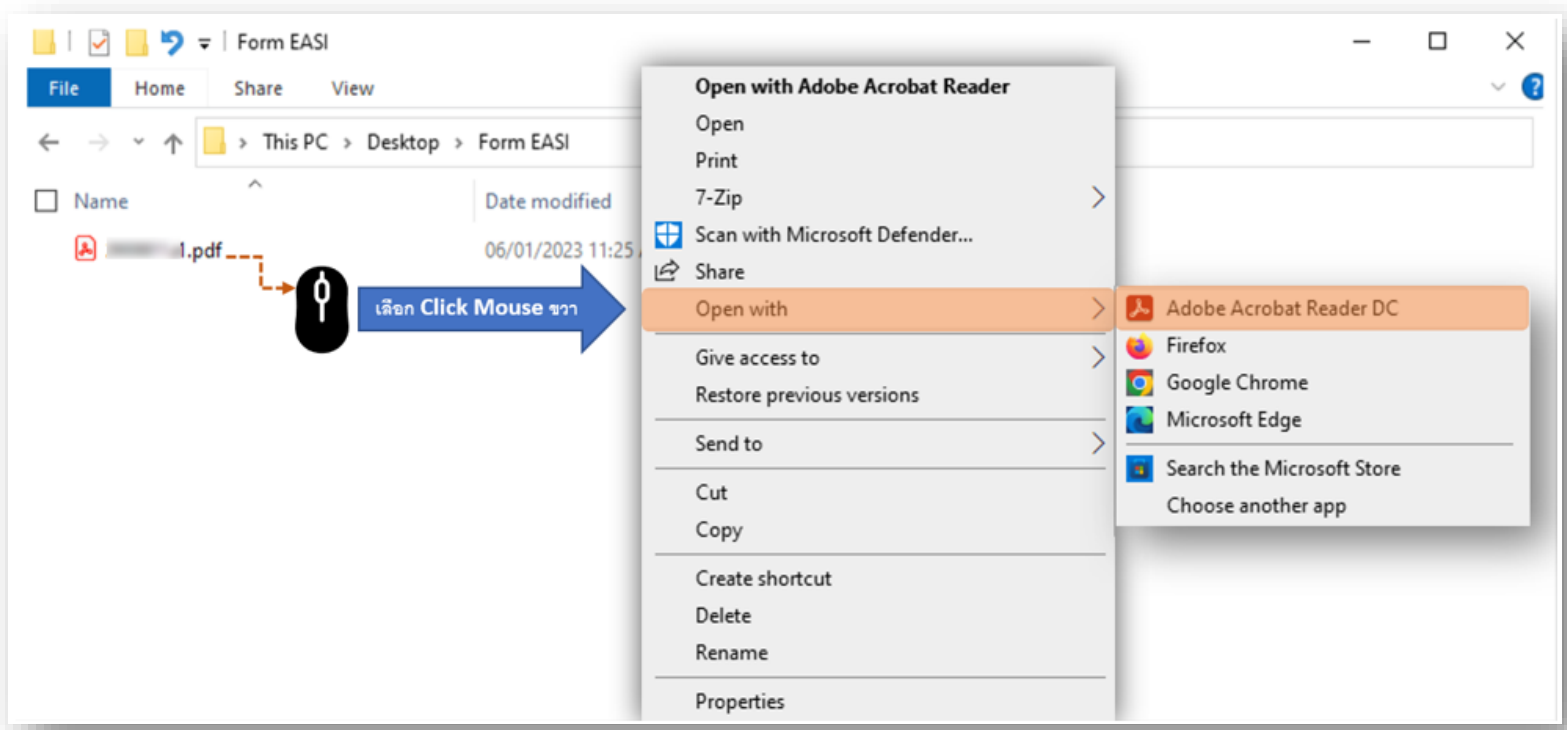 Form EASI
File Home Share View
This PC > Desktop > Form EASI
Name Date modified
1.pdf 06/01/2023 11:25
เลือก Click Mouse ขวา
Open with Adobe Acrobat Reader
Open
Print
7-Zip
Scan with Microsoft Defender...
Share
Open with
Give access to
Restore previous versions
Send to
Cut
Copy
Create shortcut
Delete
Rename
Properties
Adobe Acrobat Reader DC
Firefox
Google Chrome
Microsoft Edge
Search the Microsoft Store
Choose another app